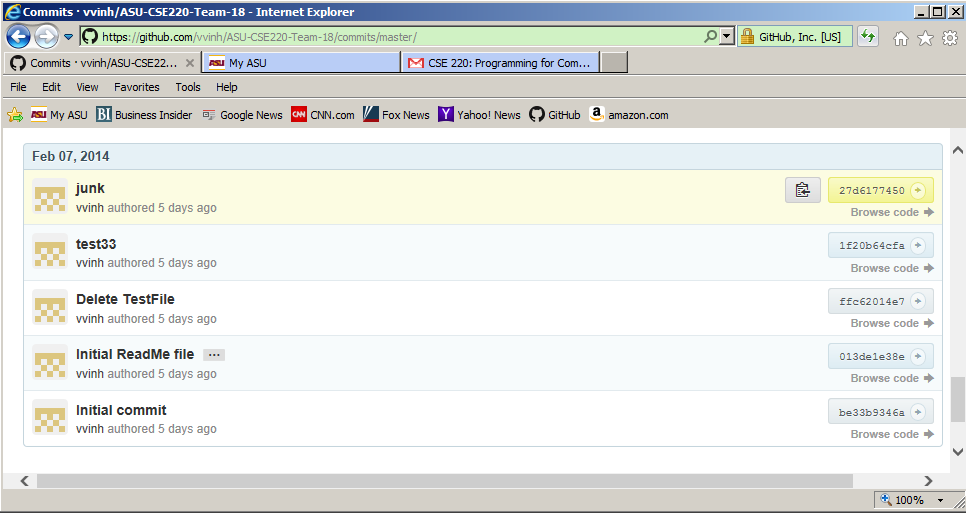 Commits · vvinh/ASU-CSE220-Team-18 - Internet Explorer
https://github.com/vvinh/ASU-CSE220-Team-18/commits/master/ GitHub, Inc. [US]
Commits · vvinh/ASU-CSE22... My ASU CSE 220: Programming for Com...
File Edit View Favorites Tools Help
ASU My ASU BI Business Insider Google News CNN CNN.com Fox News Y Yahoo! News GitHub a amazon.com
Feb 07, 2014
junk
27d6177450
vvinh authored 5 days ago
Browse code
test33
1f20b64cfa
vvinh authored 5 days ago
Browse code
Delete TestFile
ffc62014e7
vvinh authored 5 days ago
Browse code
Initial ReadMe file ...
013de1e38e
vvinh authored 5 days ago
Browse code
Initial commit
be33b9346a
vvinh authored 5 days ago
Browse code
100%